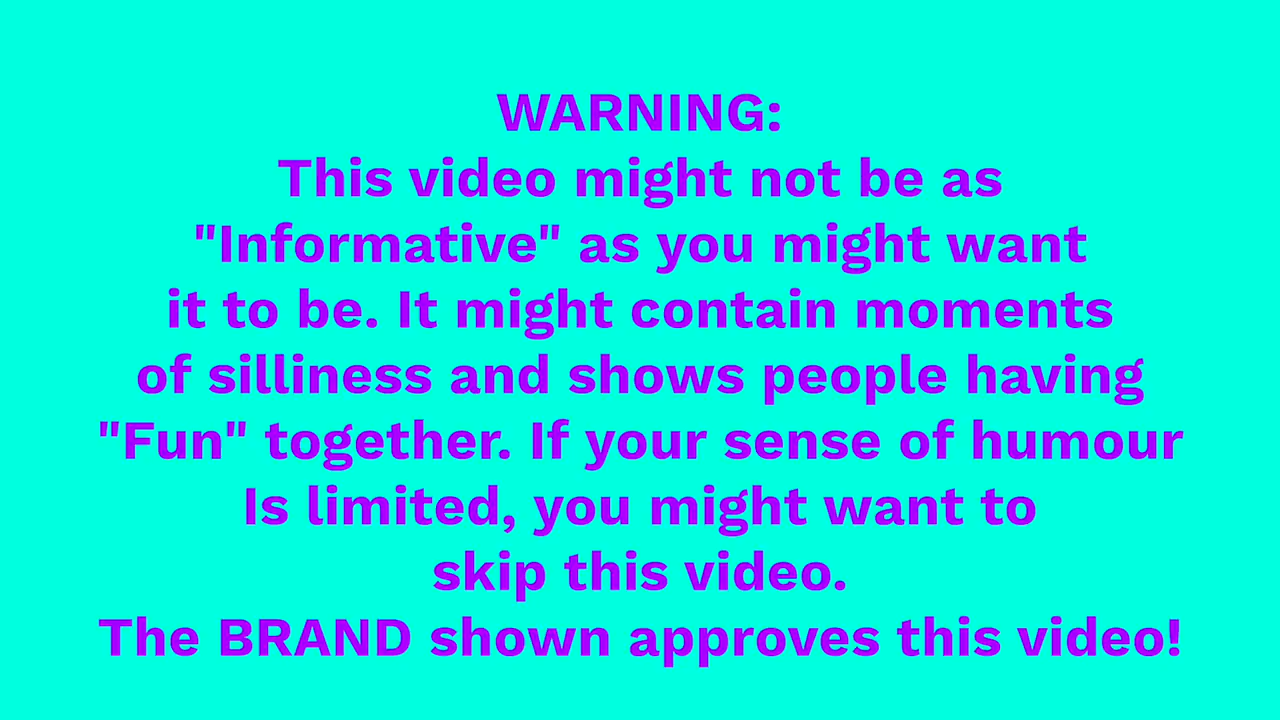 WARNING:
This video might not be as
"Informative" as you might want
it to be. It might contain moments
of silliness and shows people having
"Fun" together. If your sense of humour
Is limited, you might want to
skip this video.
The BRAND shown approves this video!